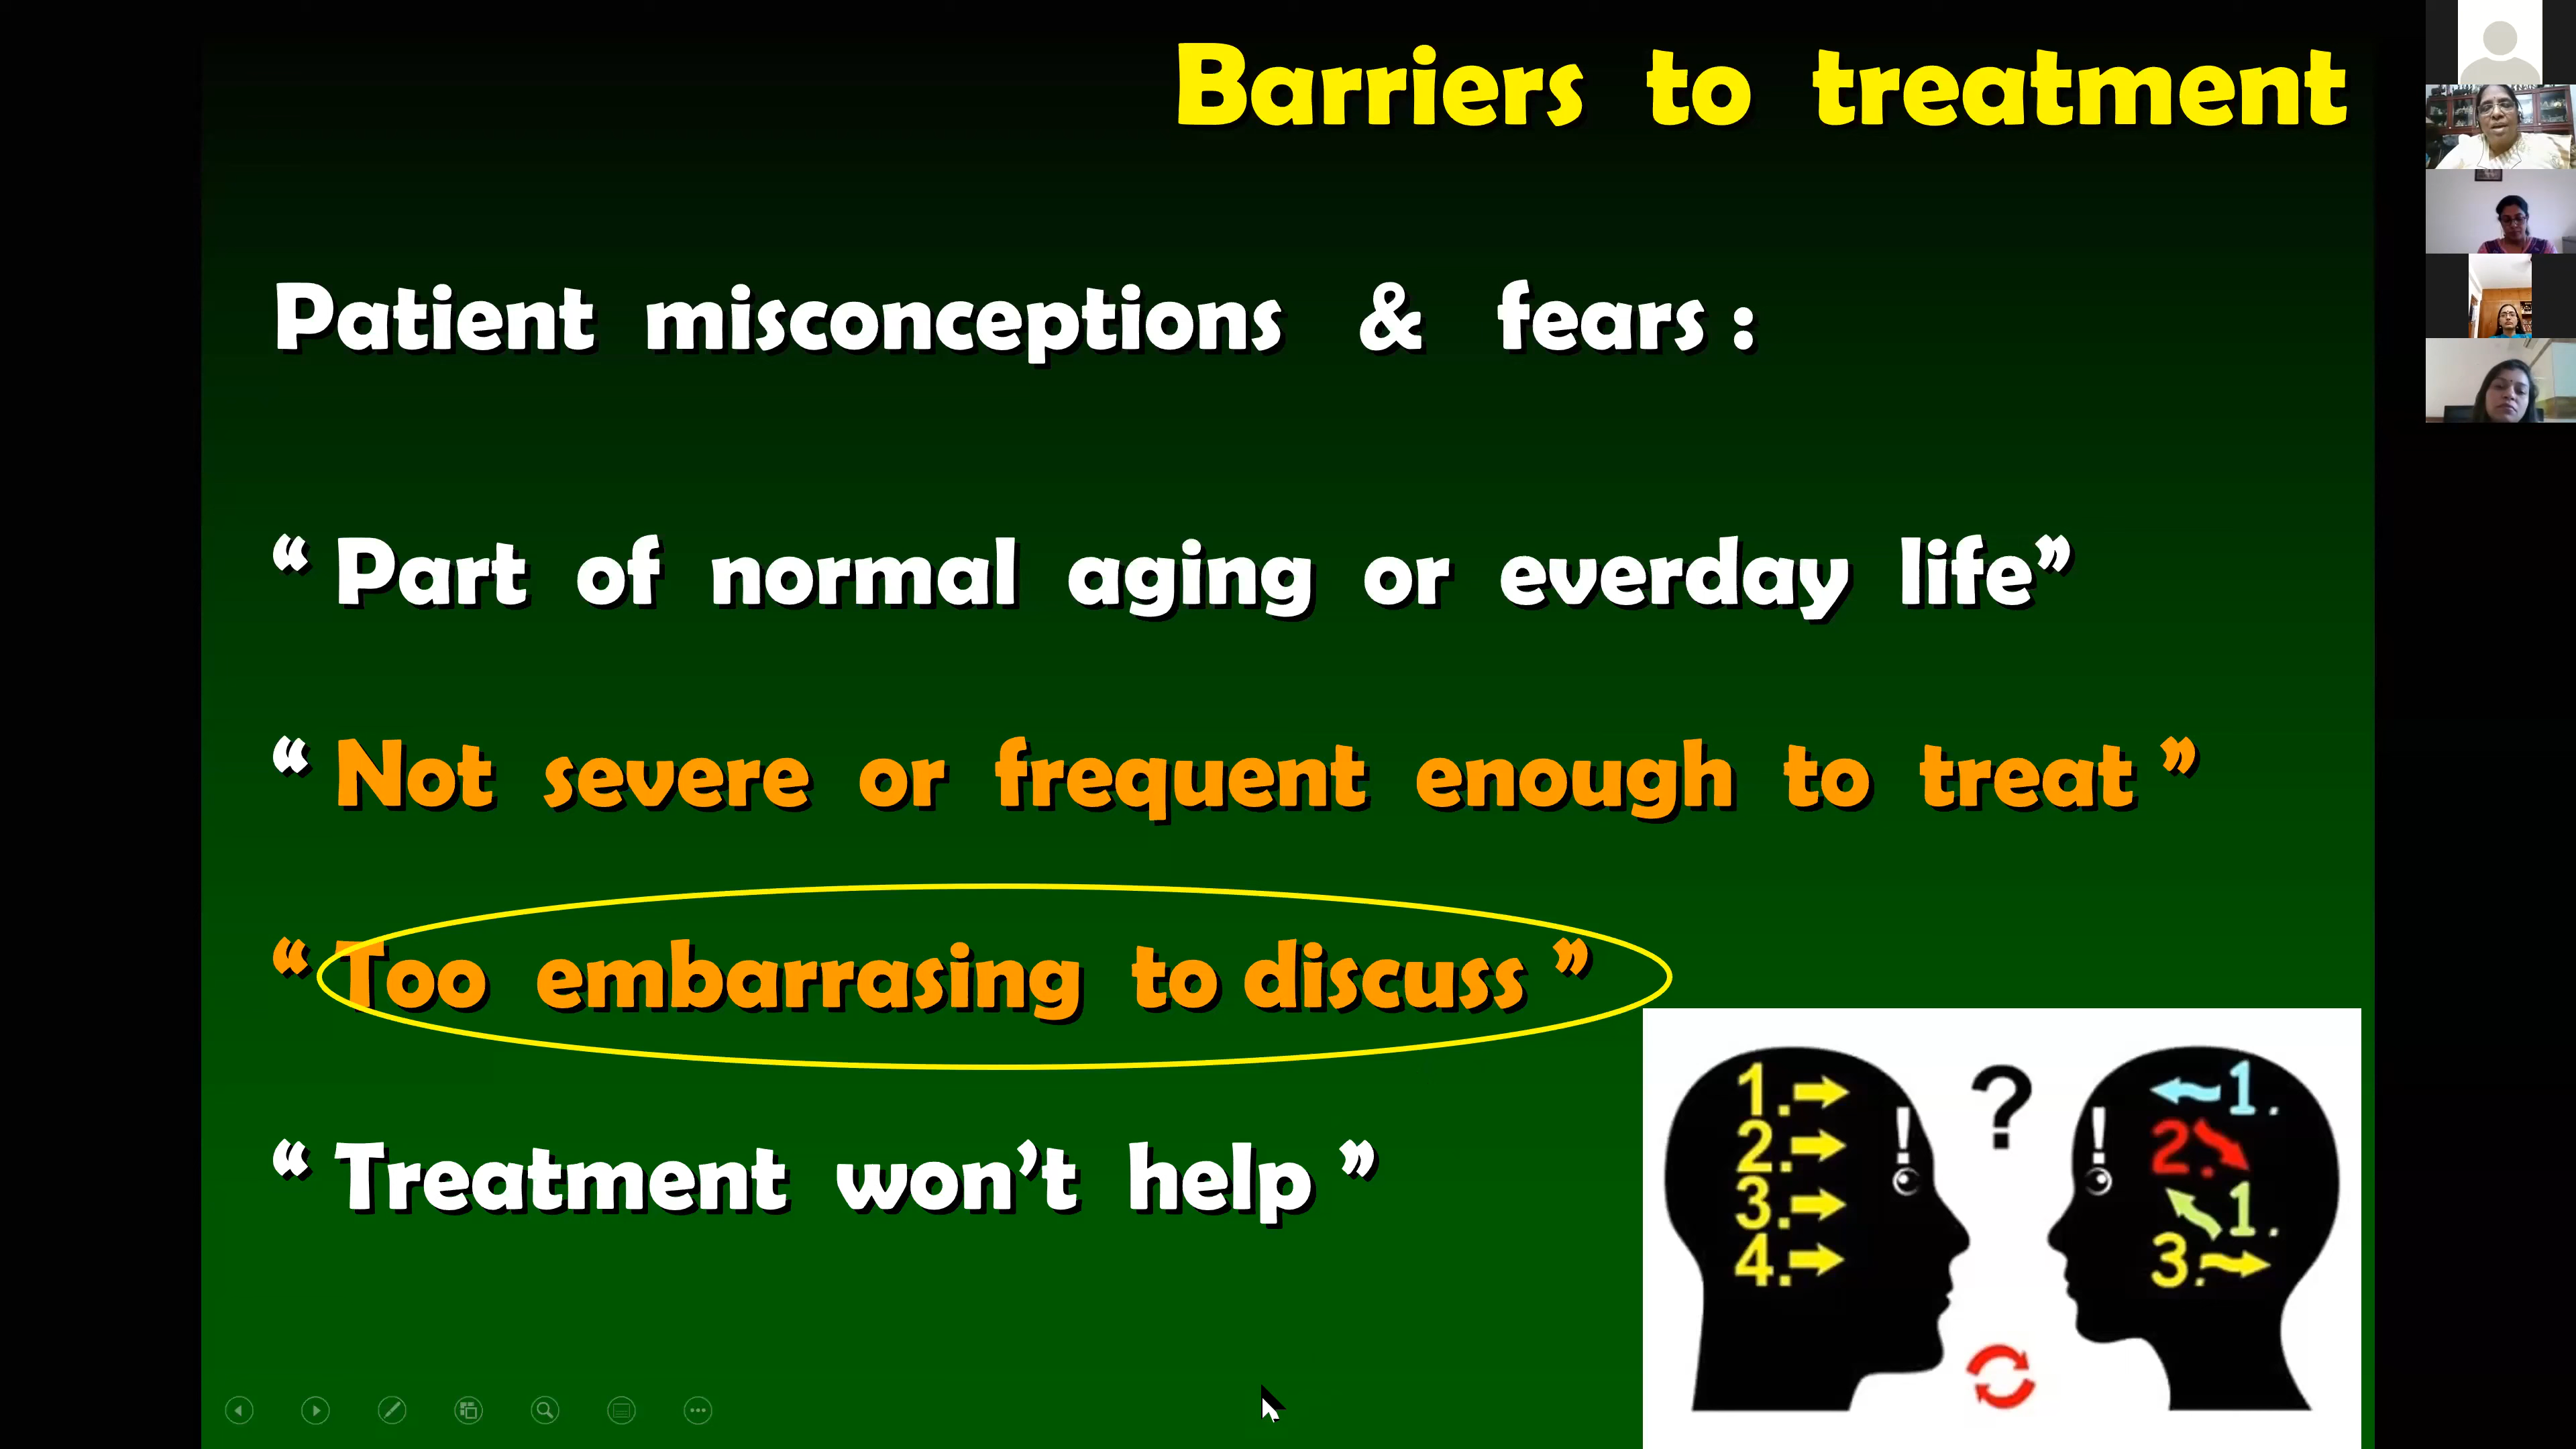 Barriers to treatment
Patient misconceptions & fears :
“ Part of normal aging or everday life”
“ Not severe or frequent enough to treat ”
“ Too embarrasing to discuss ”
“ Treatment won’t help ”
1.
2.
3.
4.
!
?
!
1.
2.
1.
3.